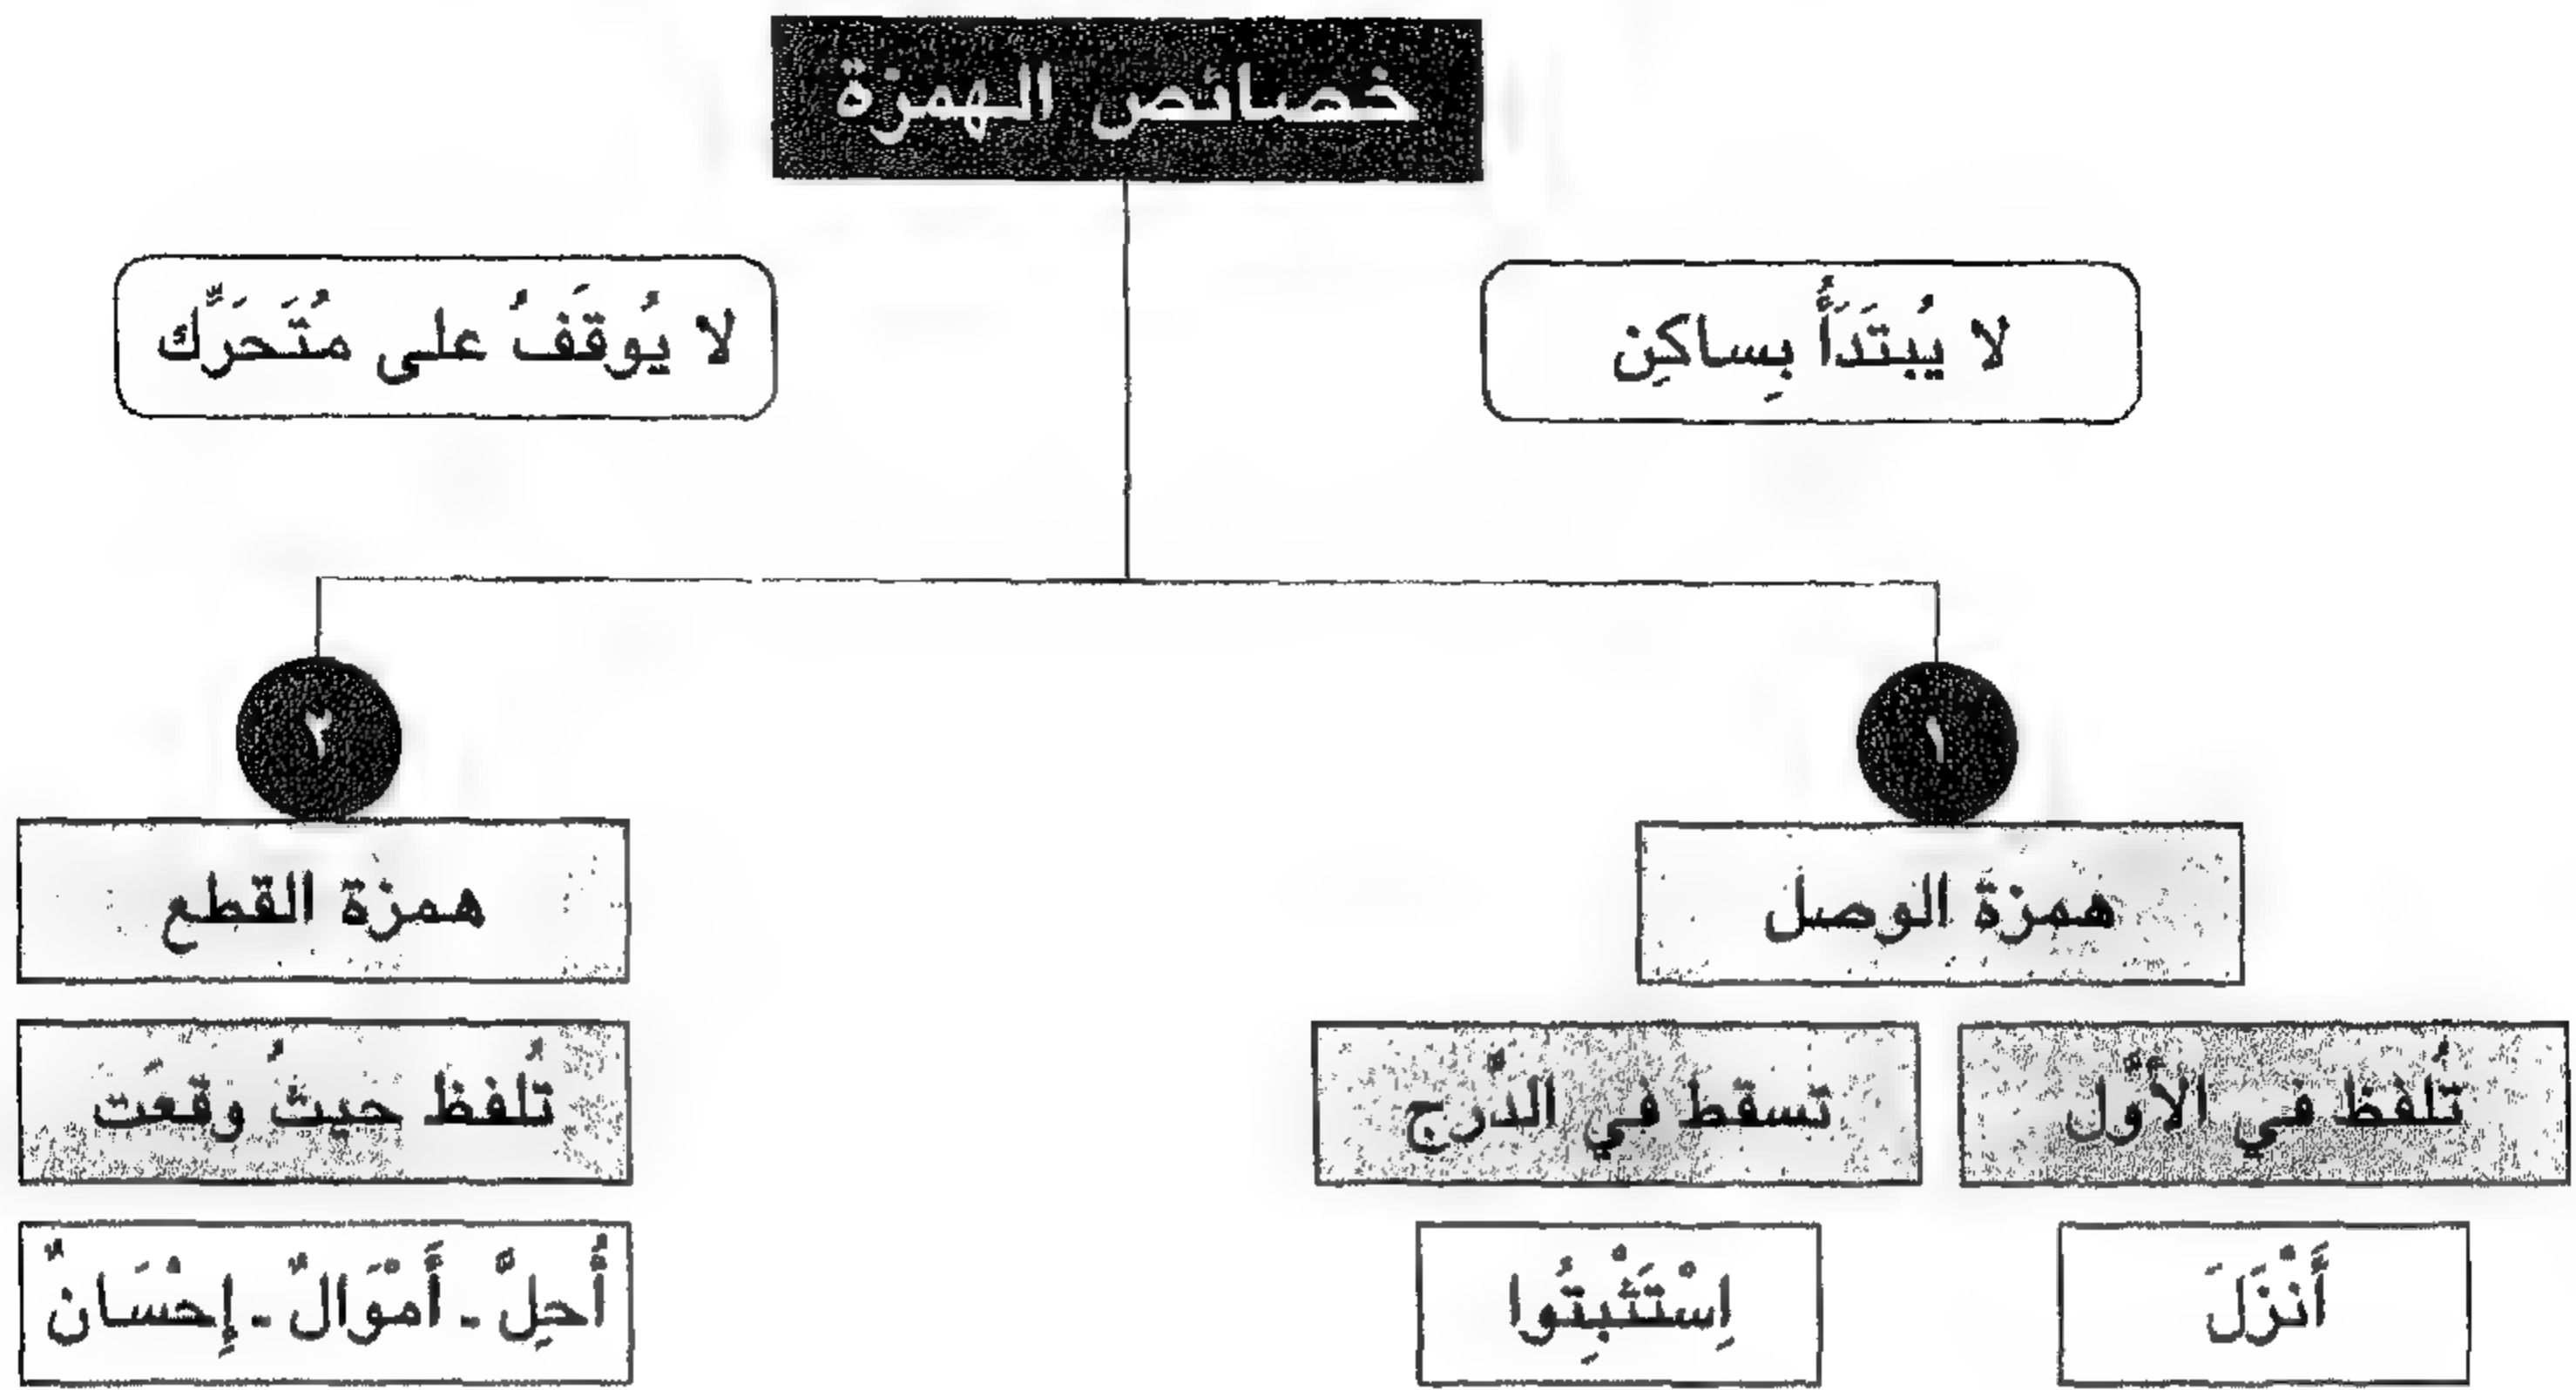 خصائص الهمزة
لا يُبتَدَأُ بِساكِن
لا يُوقَفُ على مُتَحَرِّك
١
همزة الوصل
تُلفظ في الأوّل
تسقط في الدَّرج
أَنْزَلَ
اِسْتَثْبِتُوا
٢
همزة القطع
تُلفظ حيثُ وقعَت
أُحِلَّ ـ أَمْوَالٌ ـ إِحْسَانٌ